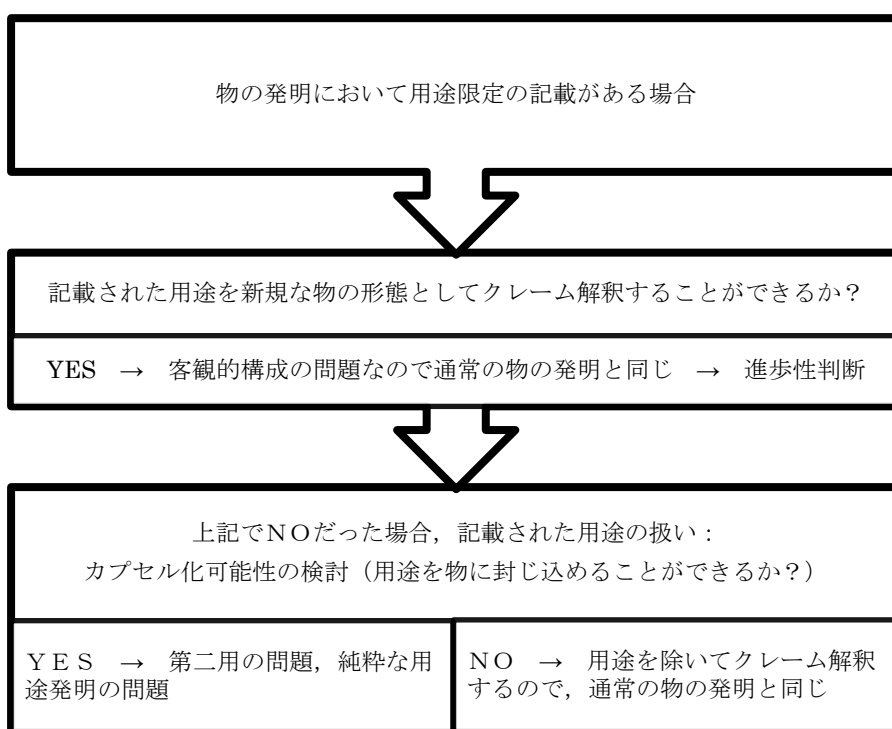 物の発明において用途限定の記載がある場合
記載された用途を新規な物の形態としてクレーム解釈することができるか？
YES → 客観的構成の問題なので通常の物の発明と同じ → 進歩性判断
上記でＮＯだった場合，記載された用途の扱い：
カプセル化可能性の検討（用途を物に封じ込めることができるか？）
ＹＥＳ → 第二用の問題，純粋な用
途発明の問題
ＮＯ → 用途を除いてクレーム解釈
するので，通常の物の発明と同じ